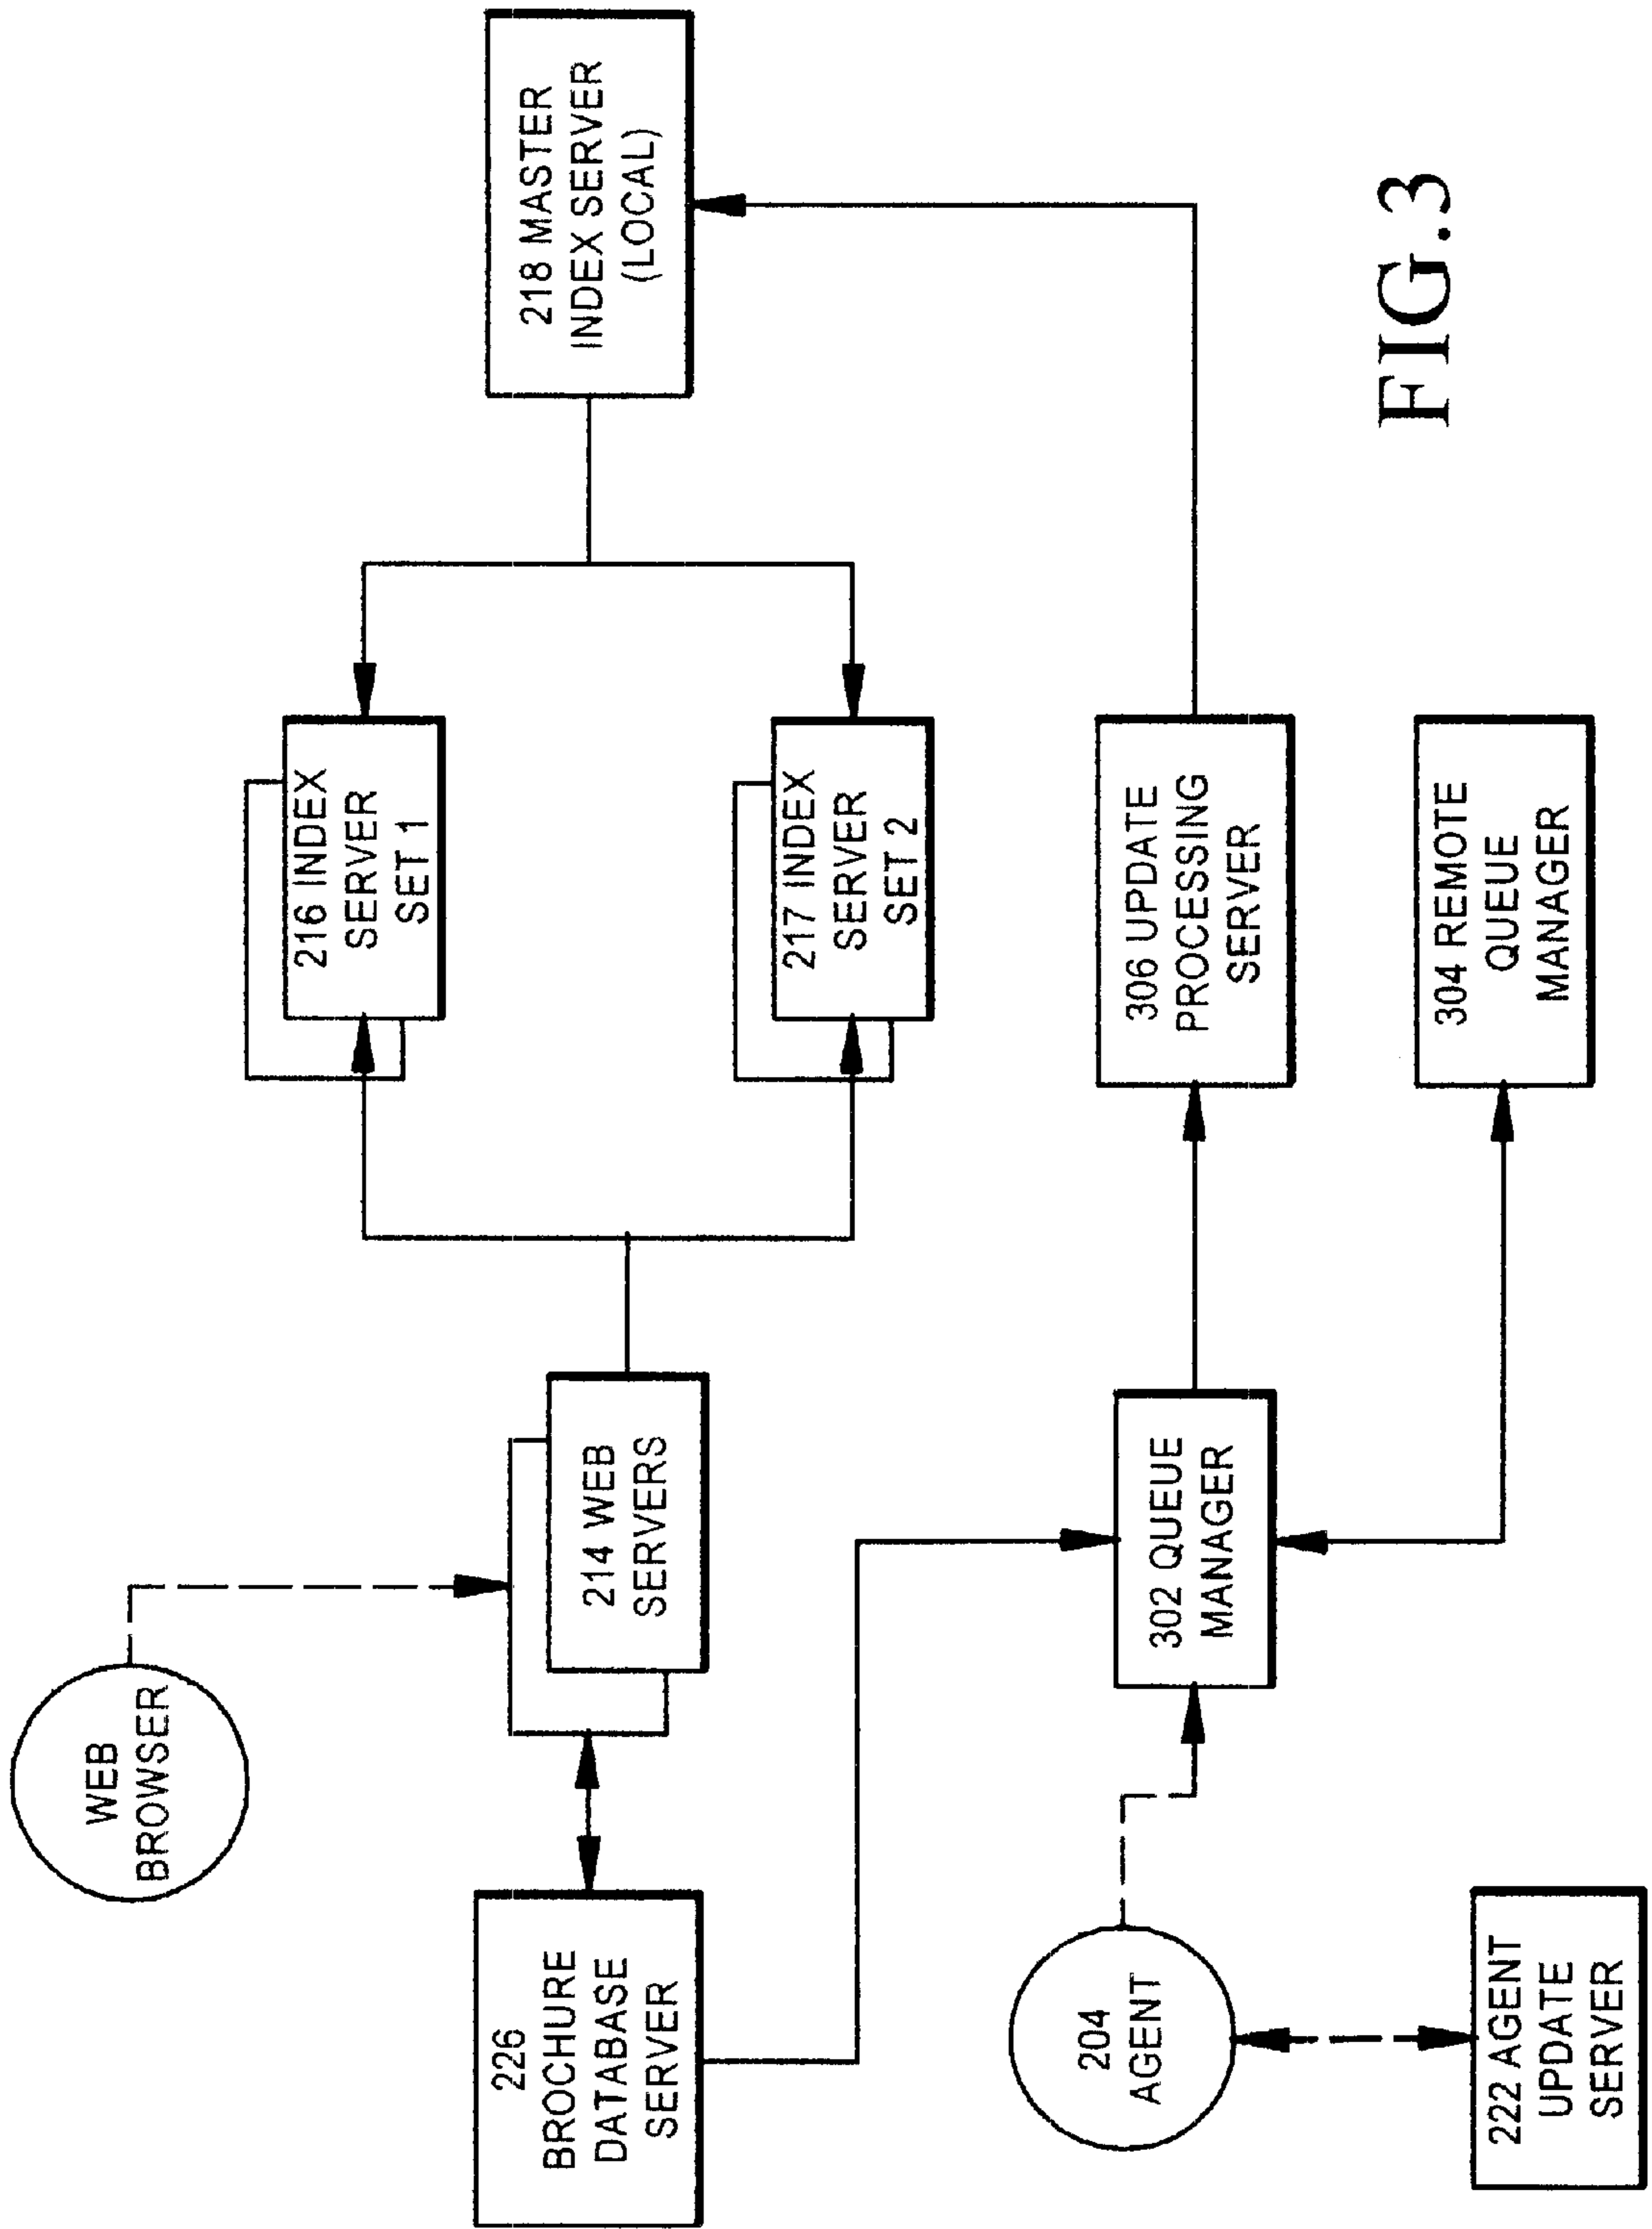 WEB
BROWSER
226
BROCHURE
DATABASE
SERVER
214 WEB
SERVERS
216 INDEX
SERVER
SET 1
217 INDEX
SERVER
SET 2
218 MASTER
INDEX SERVER
(LOCAL)
204
AGENT
302 QUEUE
MANAGER
306 UPDATE
PROCESSING
SERVER
222 AGENT
UPDATE
SERVER
304 REMOTE
QUEUE
MANAGER
FIG.3